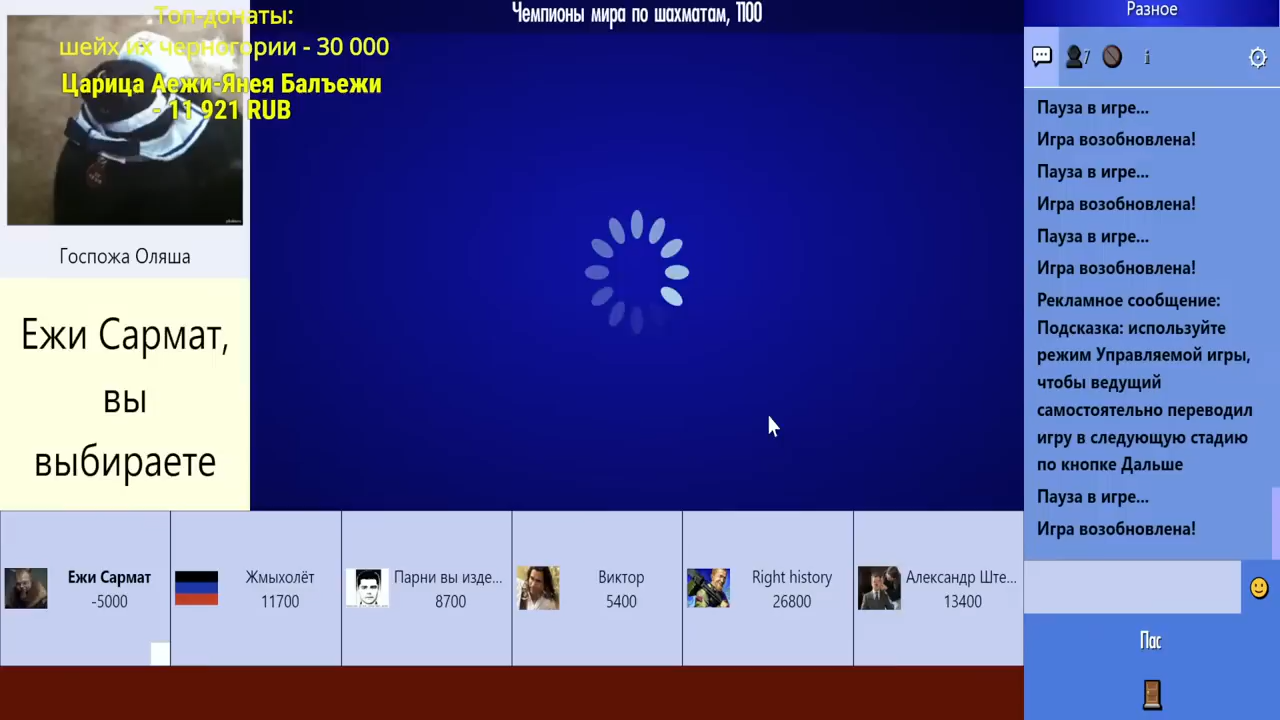 Топ-донаты:
шейх их черногории - 30 000
Царица Аежи-Янея Балъежи
- 11 921 RUB
Госпожа Оляша
Ежи Сармат,
вы
выбираете
Чемпионы мира по шахматам, 1100
Разное
7
i
Пауза в игре...
Игра возобновлена!
Пауза в игре...
Игра возобновлена!
Пауза в игре...
Игра возобновлена!
Рекламное сообщение:
Подсказка: используйте
режим Управляемой игры,
чтобы ведущий
самостоятельно переводил
игру в следующую стадию
по кнопке Дальше
Пауза в игре...
Игра возобновлена!
Пас
Ежи Сармат
-5000
Жмыхолёт
11700
Парни вы изде...
8700
Виктор
5400
Right history
26800
Александр Ште...
13400